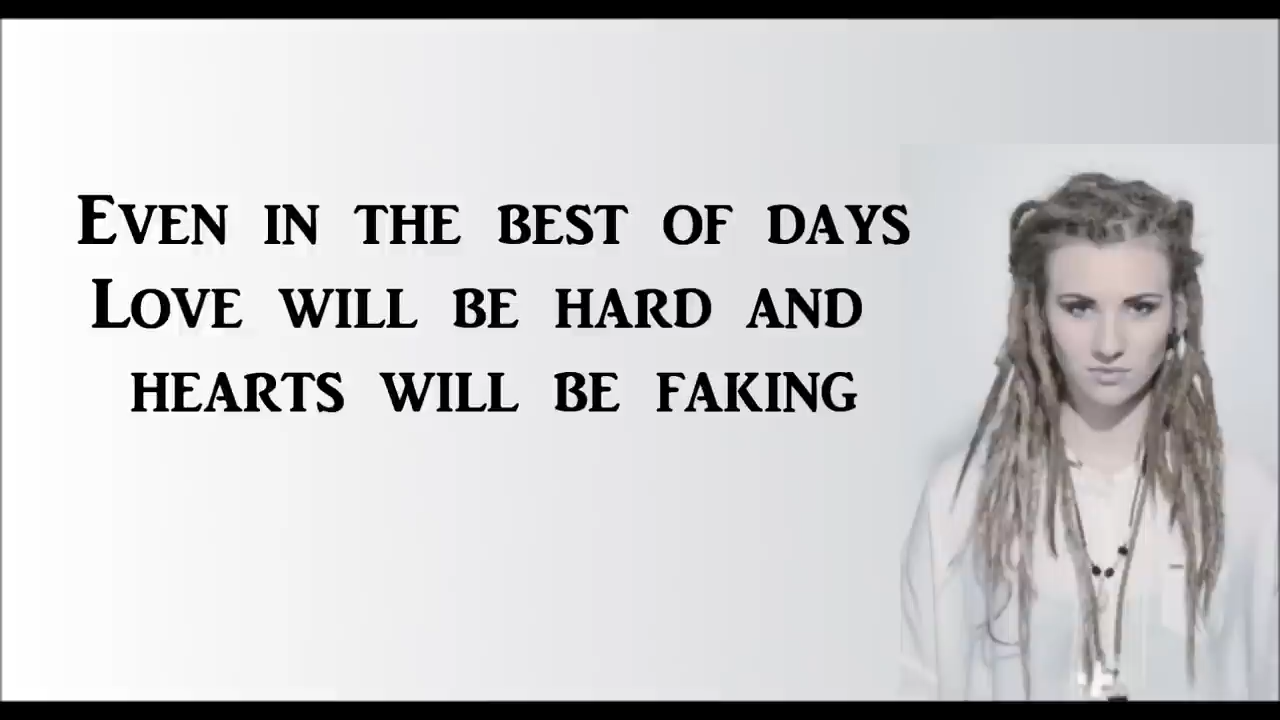 Even in the best of days
Love will be hard and
hearts will be faking